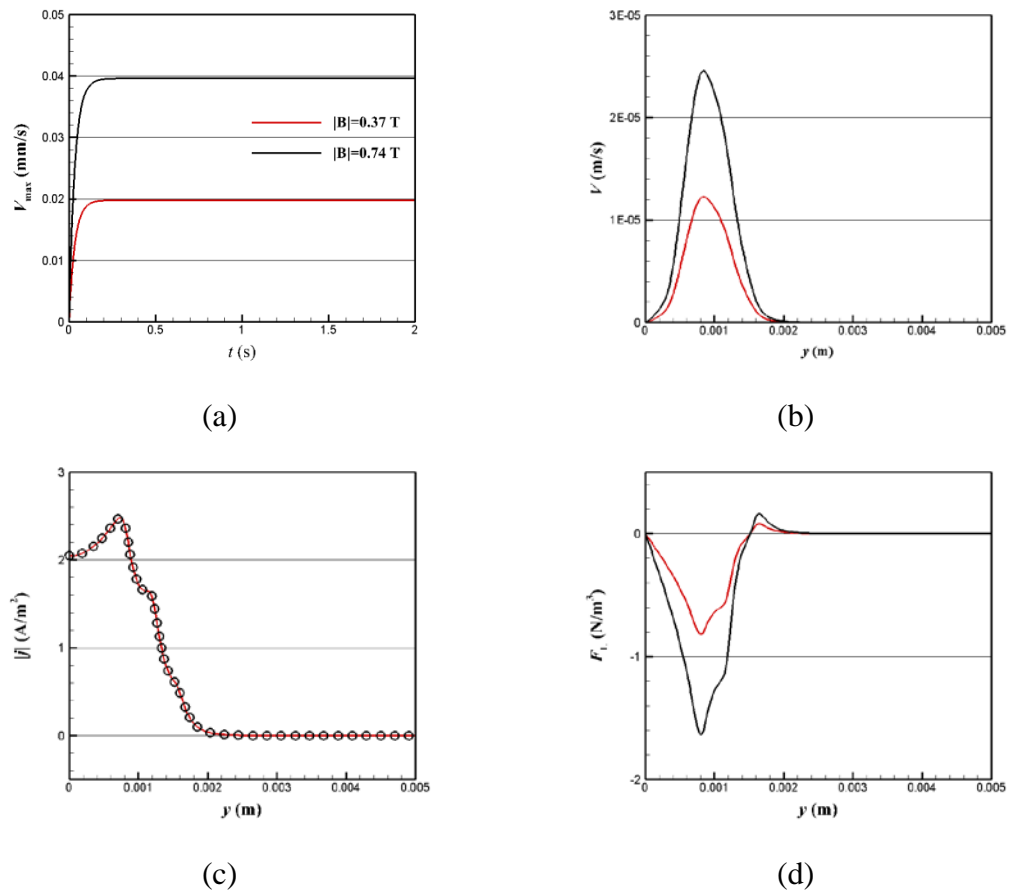 0.05
0.04
0.03
0.02
0.01
0
V_max (mm/s)
|B|=0.37 T
|B|=0.74 T
0 0.5 1 1.5 2
t (s)
(a)
3E-05
2E-05
1E-05
0
V (m/s)
0 0.001 0.002 0.003 0.004 0.005
y (m)
(b)
3
2
1
0
|j| (A/m²)
0 0.001 0.002 0.003 0.004 0.005
y (m)
(c)
0
-1
-2
F_L (N/m³)
0 0.001 0.002 0.003 0.004 0.005
y (m)
(d)